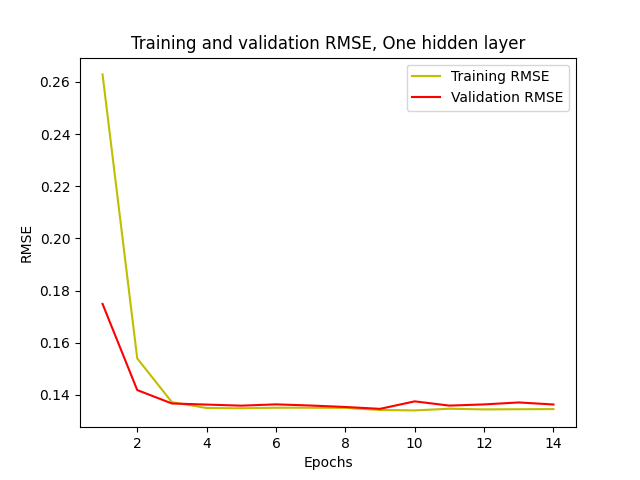 Training and validation RMSE, One hidden layer
Training RMSE
Validation RMSE
0.26
0.24
0.22
0.20
0.18
0.16
0.14
RMSE
2
4
6
8
10
12
14
Epochs